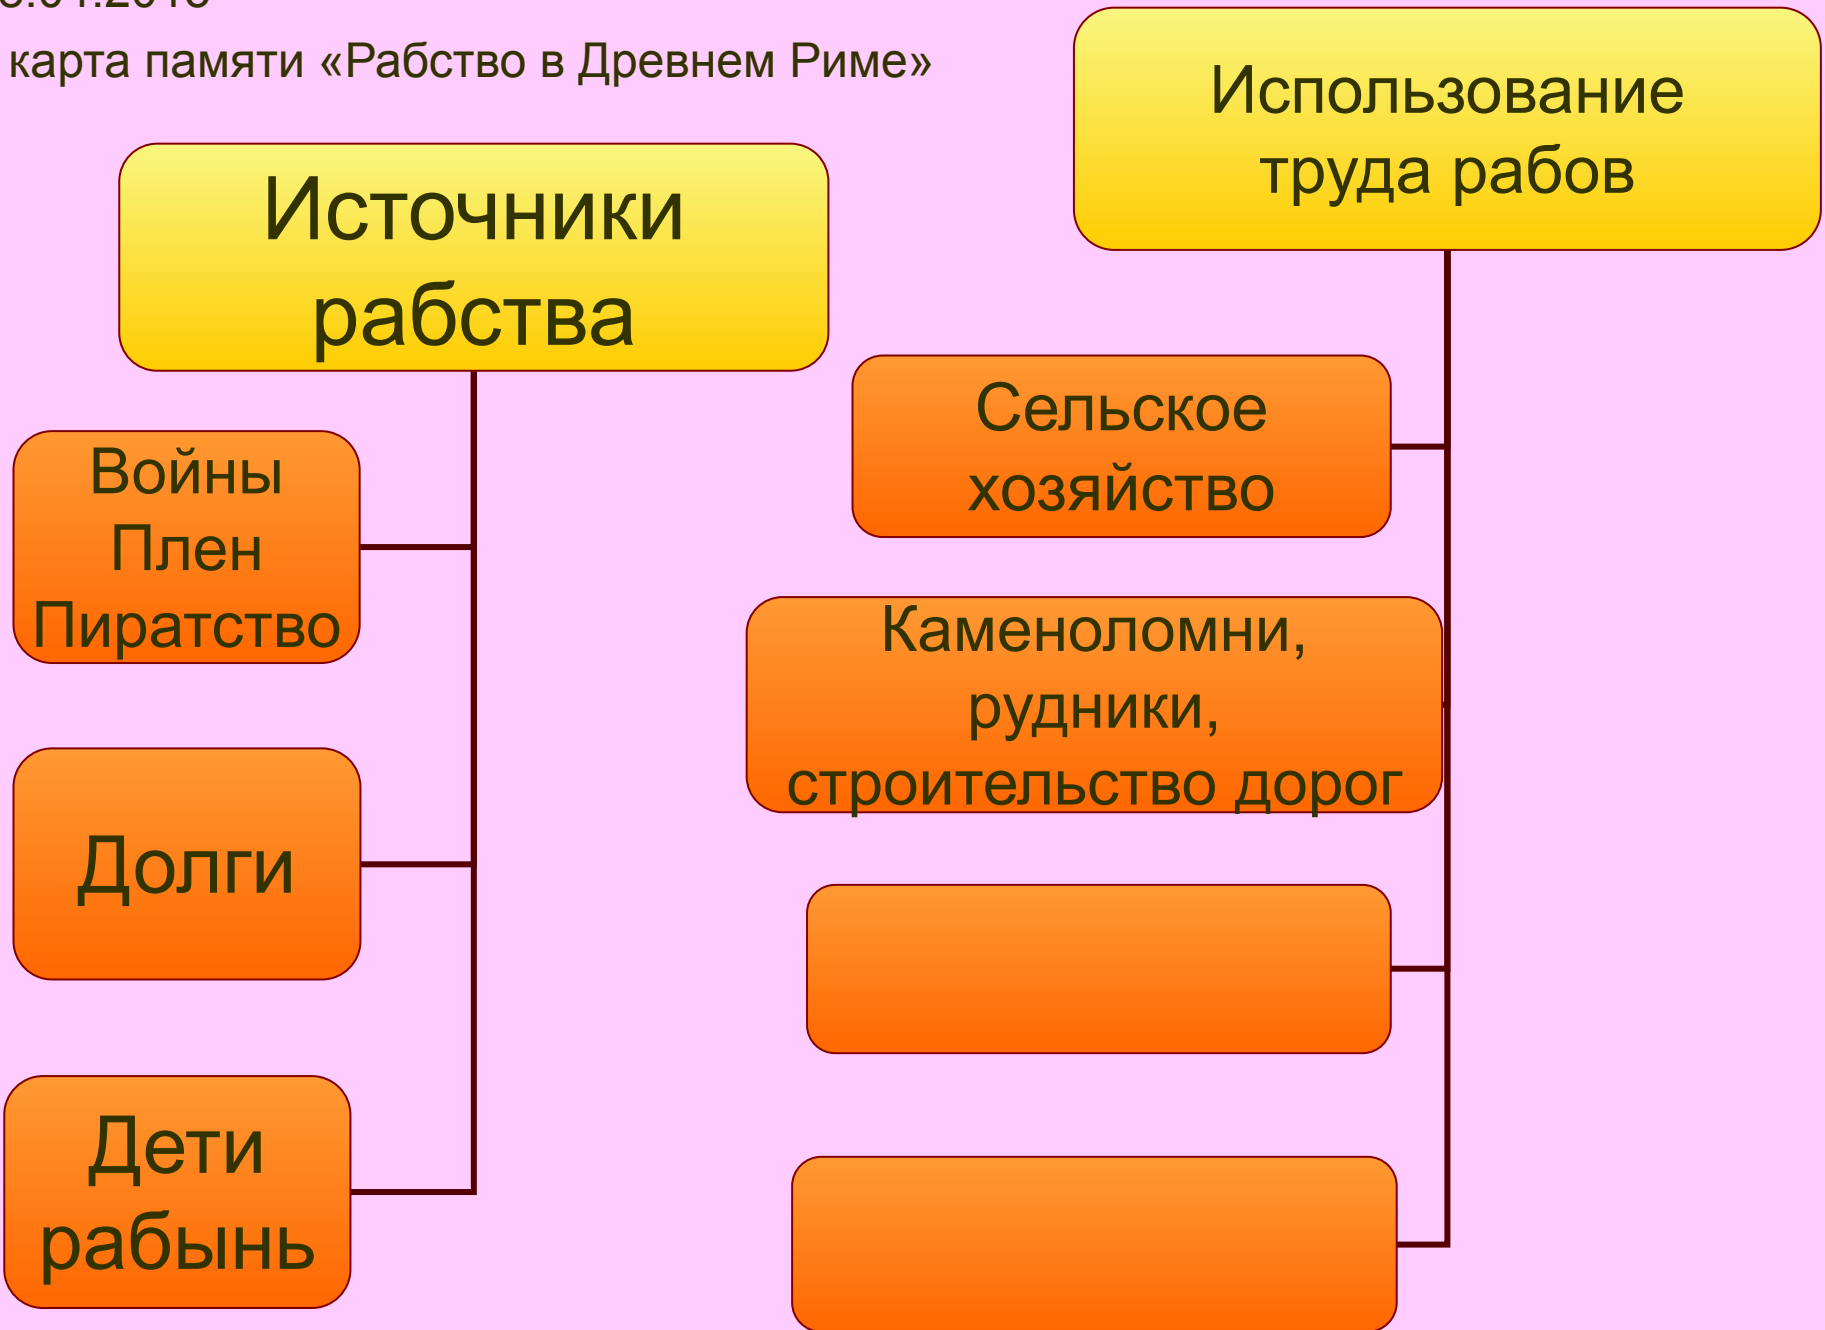 карта памяти «Рабство в Древнем Риме»
Источники
рабства
Войны
Плен
Пиратство
Долги
Дети
рабынь
Использование
труда рабов
Сельское
хозяйство
Каменоломни,
рудники,
строительство дорог